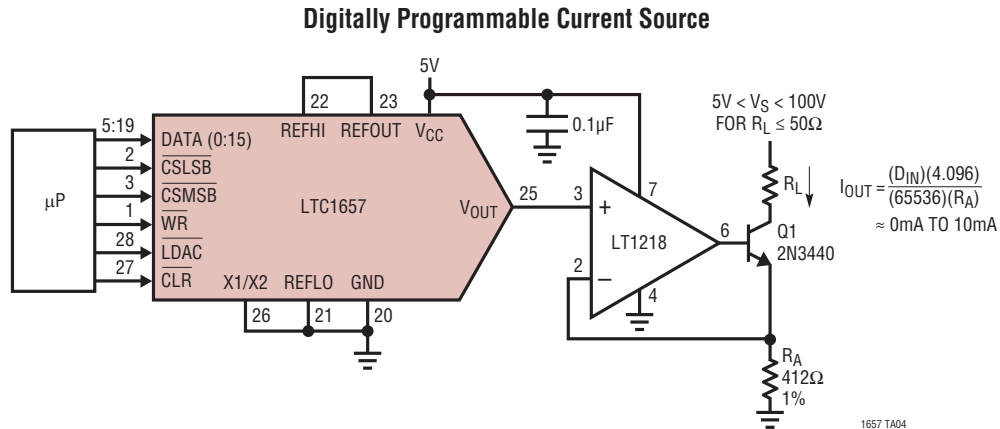 Digitally Programmable Current Source
5V
22
23
5:19
DATA (0:15)
REFHI
REFOUT
VCC
0.1µF
5V < VS < 100V
FOR RL ≤ 50Ω
2
CSLSB
3
CSMSB
µP
1
WR
28
LDAC
27
CLR
LTC1657
VOUT
25
3
+
7
LT1218
6
2
–
4
RL
IOUT = (DIN)(4.096)
(65536)(RA)
≈ 0mA TO 10mA
Q1
2N3440
X1/X2
REFLO
GND
26
21
20
RA
412Ω
1%
1657 TA04